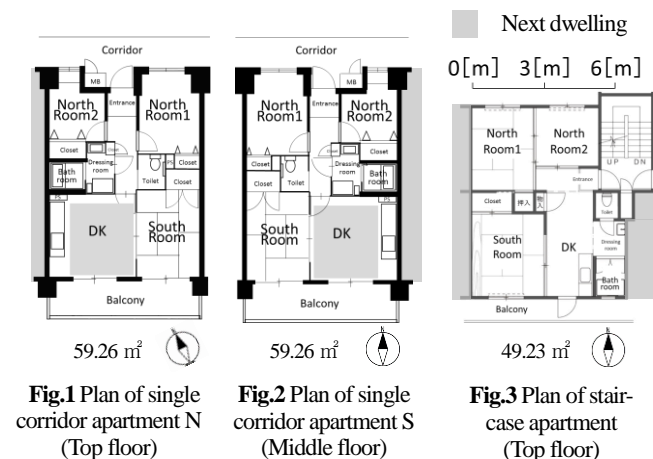 Next dwelling
0[m] 3[m] 6[m]
Corridor
MB
North
Room2
Entrance
North
Room1
Closet
Closet
Dressing
room
PS
Closet
Bath
room
Toilet
Closet
PS
DK
South
Room
Balcony
59.26 m²
Fig.1 Plan of single
corridor apartment N
(Top floor)
Corridor
MB
North
Room1
Entrance
North
Room2
Closet
Closet
Closet
Dressing
room
Toilet
Bath
room
Closet
PS
South
Room
DK
Balcony
59.26 m²
Fig.2 Plan of single
corridor apartment S
(Middle floor)
North
Room1
North
Room2
UP DN
Entrance
Closet
押入
物入
Toilet
South
Room
DK
Dressing
room
Bath
room
Balcony
49.23 m²
Fig.3 Plan of stair-
case apartment
(Top floor)